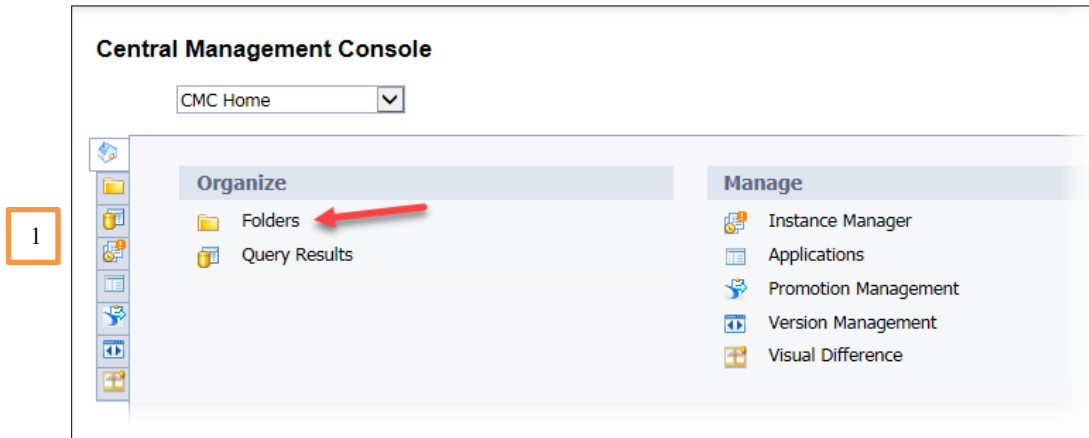 Central Management Console
CMC Home
Organize
Folders
Query Results
Manage
Instance Manager
Applications
Promotion Management
Version Management
Visual Difference
1